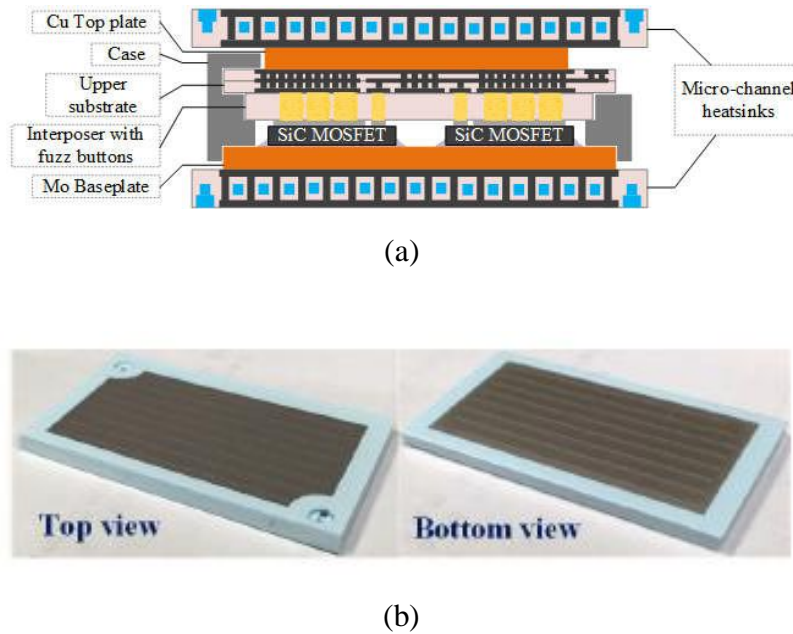 Cu Top plate
Case
Upper
substrate
Interposer with
fuzz buttons
Mo Baseplate
SiC MOSFET
SiC MOSFET
Micro-channel
heatsinks
(a)
Top view
Bottom view
(b)